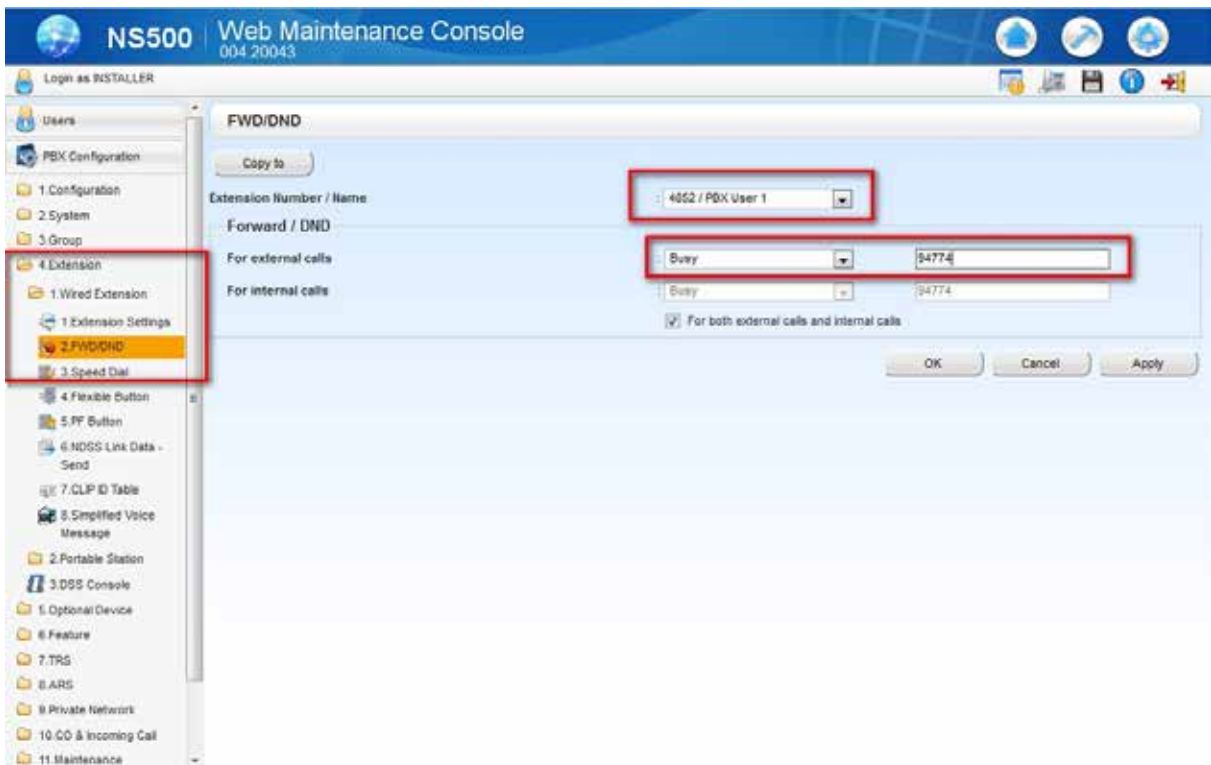 NS500 Web Maintenance Console
004.20043
Login as INSTALLER
Users
PBX Configuration
1.Configuration
2.System
3.Group
4.Extension
1.Wired Extension
1.Extension Settings
2.FWD/DND
3.Speed Dial
4.Flexible Button
5.PF Button
6.NDSS Link Data -
Send
7.CLIP ID Table
8.Simplified Voice
Message
2.Portable Station
3.DSS Console
5.Optional Device
6.Feature
7.TRS
8.ARS
9.Private Network
10.CO & Incoming Call
11.Maintenance
FWD/DND
Copy to
Extension Number / Name : 4052 / PBX User 1
Forward / DND
For external calls : Busy 94774
For internal calls : Busy 94774
For both external calls and internal calls
OK Cancel Apply